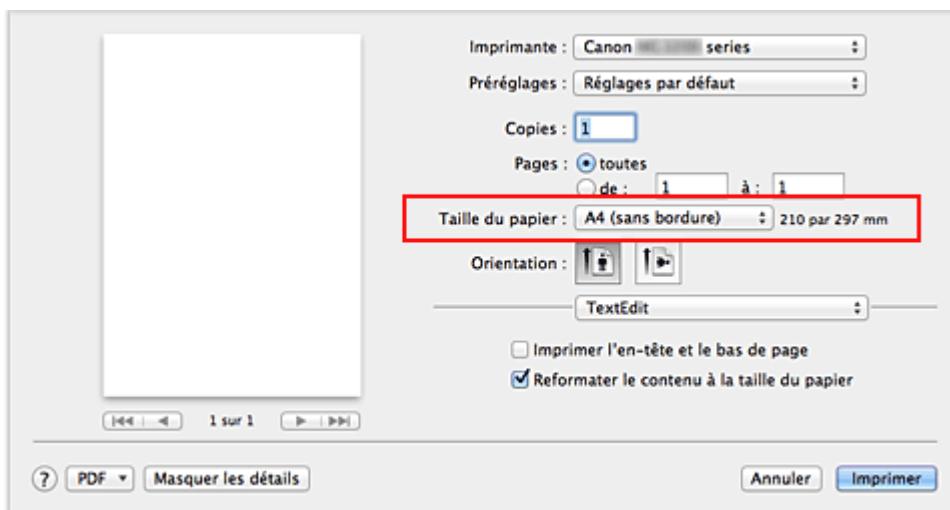 Imprimante : Canon series
Préréglages : Réglages par défaut
Copies : 1
Pages : toutes
de : 1 à : 1
Taille du papier : A4 (sans bordure) 210 par 297 mm
Orientation :
TextEdit
Imprimer l'en-tête et le bas de page
Reformater le contenu à la taille du papier
1 sur 1
? PDF Masquer les détails Annuler Imprimer